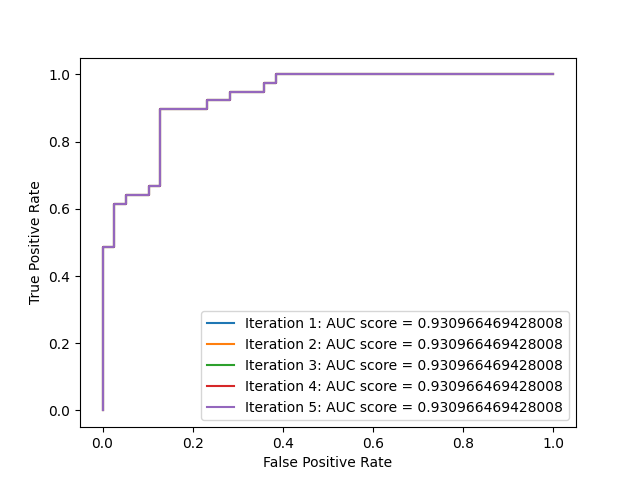 1.0
0.8
0.6
0.4
0.2
0.0
True Positive Rate
Iteration 1: AUC score = 0.930966469428008
Iteration 2: AUC score = 0.930966469428008
Iteration 3: AUC score = 0.930966469428008
Iteration 4: AUC score = 0.930966469428008
Iteration 5: AUC score = 0.930966469428008
0.0 0.2 0.4 0.6 0.8 1.0
False Positive Rate